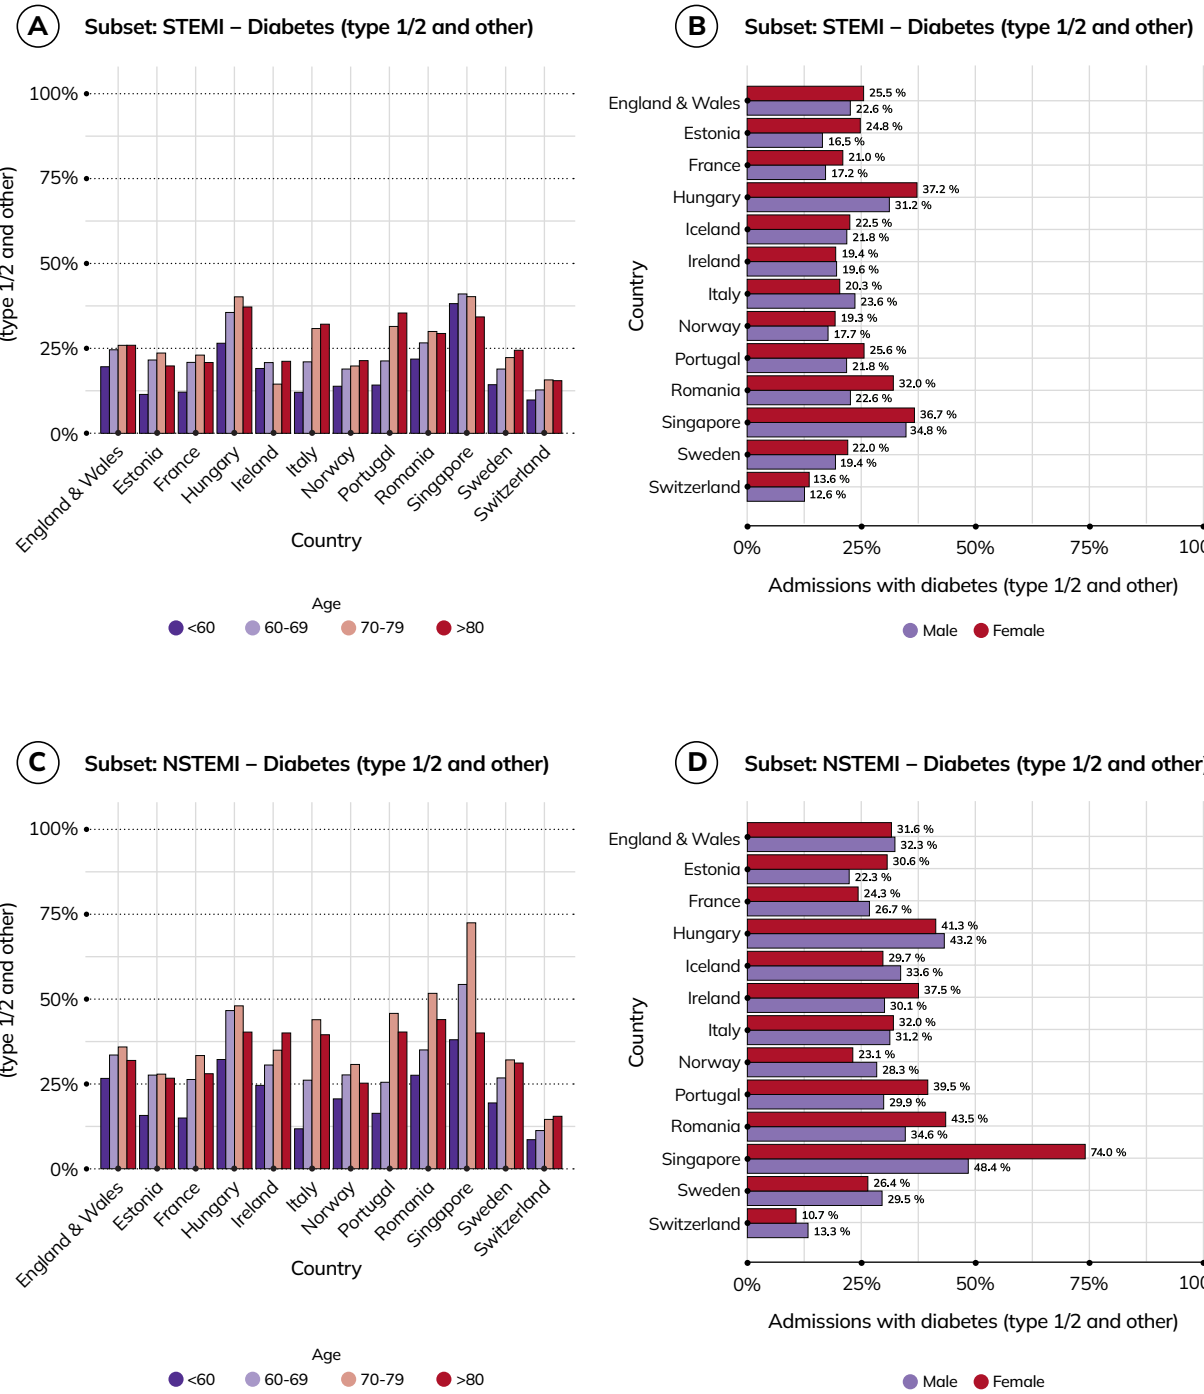 A
Subset: STEMI – Diabetes (type 1/2 and other)
100%
75%
50%
25%
0%
(type 1/2 and other)
England & Wales
Estonia
France
Hungary
Ireland
Italy
Norway
Portugal
Romania
Singapore
Sweden
Switzerland
Country
Age
<60
60-69
70-79
>80
B
Subset: STEMI – Diabetes (type 1/2 and other)
Country
England & Wales
25.5 %
22.6 %
Estonia
24.8 %
16.5 %
France
21.0 %
17.2 %
Hungary
37.2 %
31.2 %
Iceland
22.5 %
21.8 %
Ireland
19.4 %
19.6 %
Italy
20.3 %
23.6 %
Norway
19.3 %
17.7 %
Portugal
25.6 %
21.8 %
Romania
32.0 %
22.6 %
Singapore
36.7 %
34.8 %
Sweden
22.0 %
19.4 %
Switzerland
13.6 %
12.6 %
0%
25%
50%
75%
100
Admissions with diabetes (type 1/2 and other)
Male
Female
C
Subset: NSTEMI – Diabetes (type 1/2 and other)
100%
75%
50%
25%
0%
(type 1/2 and other)
England & Wales
Estonia
France
Hungary
Ireland
Italy
Norway
Portugal
Romania
Singapore
Sweden
Switzerland
Country
Age
<60
60-69
70-79
>80
D
Subset: NSTEMI – Diabetes (type 1/2 and other)
Country
England & Wales
31.6 %
32.3 %
Estonia
30.6 %
22.3 %
France
24.3 %
26.7 %
Hungary
41.3 %
43.2 %
Iceland
29.7 %
33.6 %
Ireland
37.5 %
30.1 %
Italy
32.0 %
31.2 %
Norway
23.1 %
28.3 %
Portugal
39.5 %
29.9 %
Romania
43.5 %
34.6 %
Singapore
74.0 %
48.4 %
Sweden
26.4 %
29.5 %
Switzerland
10.7 %
13.3 %
0%
25%
50%
75%
100
Admissions with diabetes (type 1/2 and other)
Male
Female